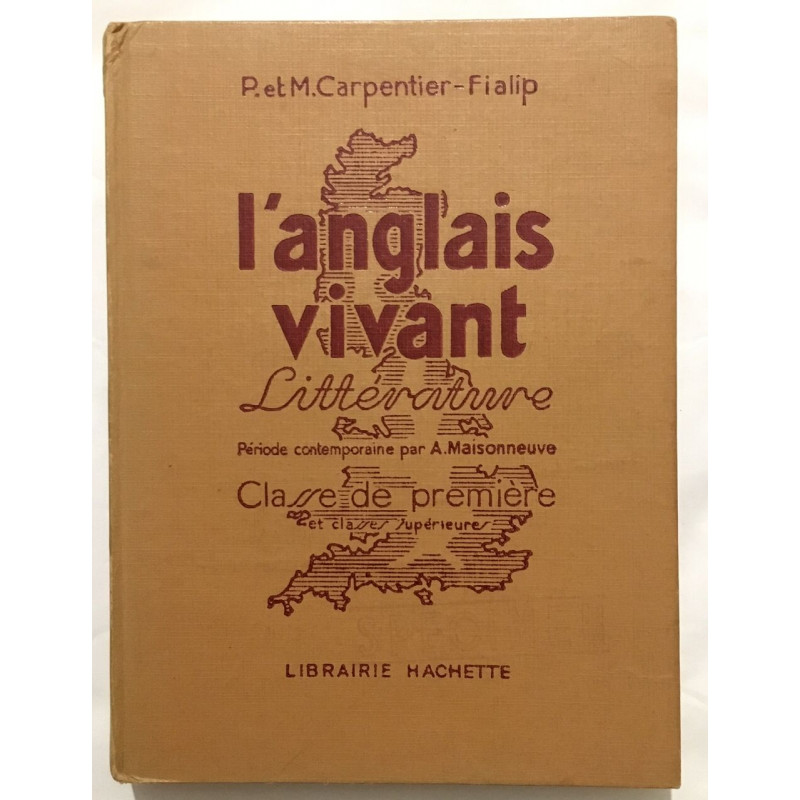 P. et M. Carpentier-Fialip
l'anglais
vivant
Littérature
Période contemporaine par A. Maisonneuve
Classe de première
et classes supérieures
LIBRAIRIE HACHETTE